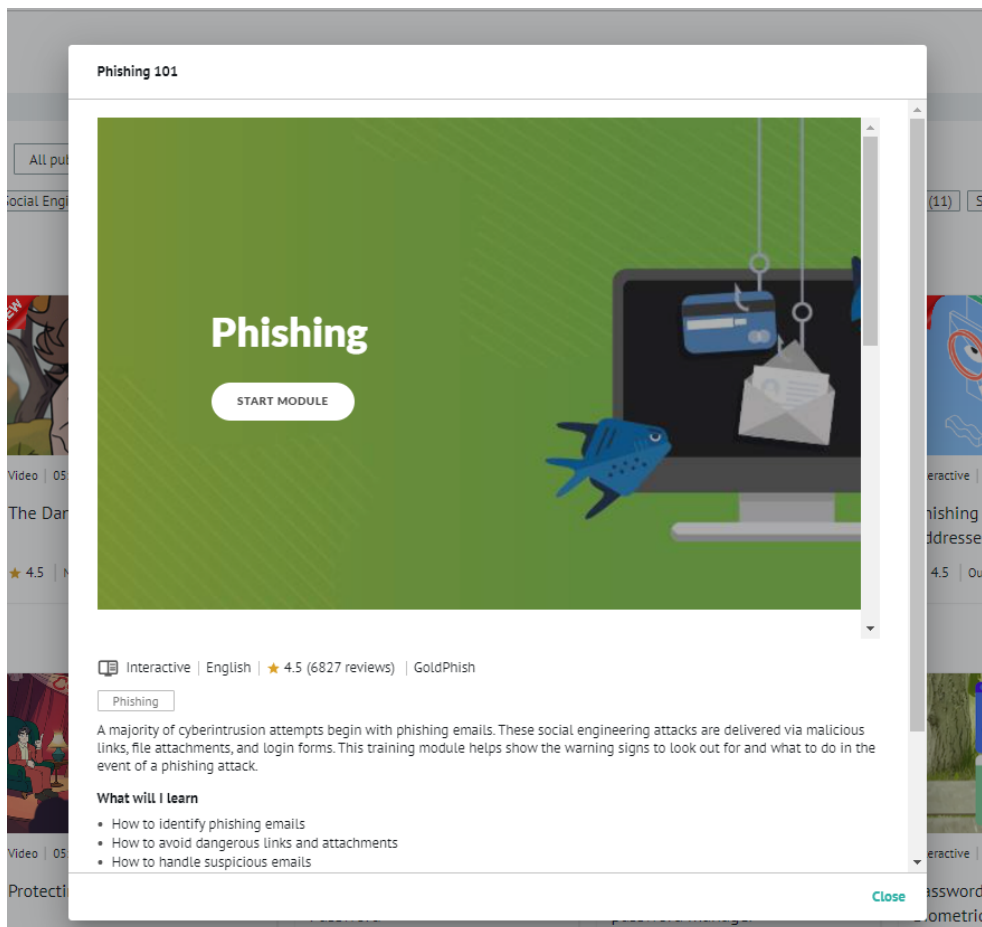 Phishing 101
All pu
Social Engi
(11)
NEW
Phishing
START MODULE
Video
05
The Dar
4.5
eractive
hishing
ddresse
4.5
Ou
Interactive
English
4.5 (6827 reviews)
GoldPhish
Phishing
A majority of cyberintrusion attempts begin with phishing emails. These social engineering attacks are delivered via malicious
links, file attachments, and login forms. This training module helps show the warning signs to look out for and what to do in the
event of a phishing attack.
What will I learn
• How to identify phishing emails
• How to avoid dangerous links and attachments
• How to handle suspicious emails
Video
05
Protecti
eractive
assword
Close